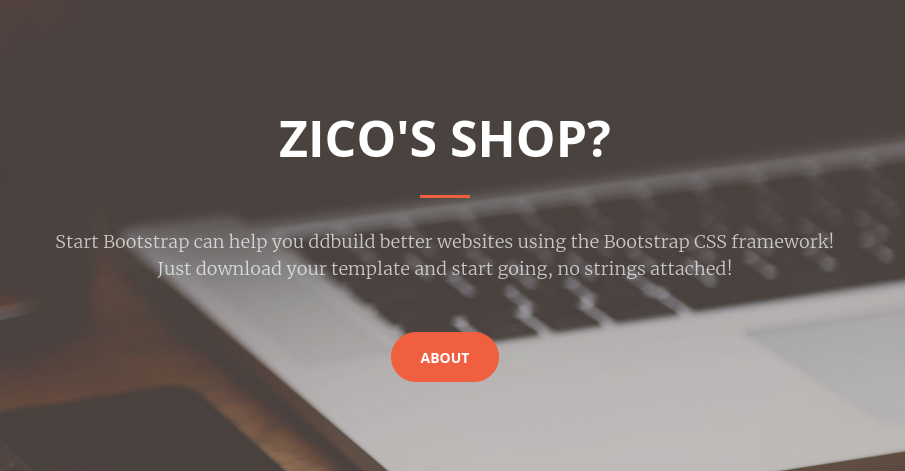 ZICO'S SHOP?
Start Bootstrap can help you ddbuild better websites using the Bootstrap CSS framework!
Just download your template and start going, no strings attached!
ABOUT